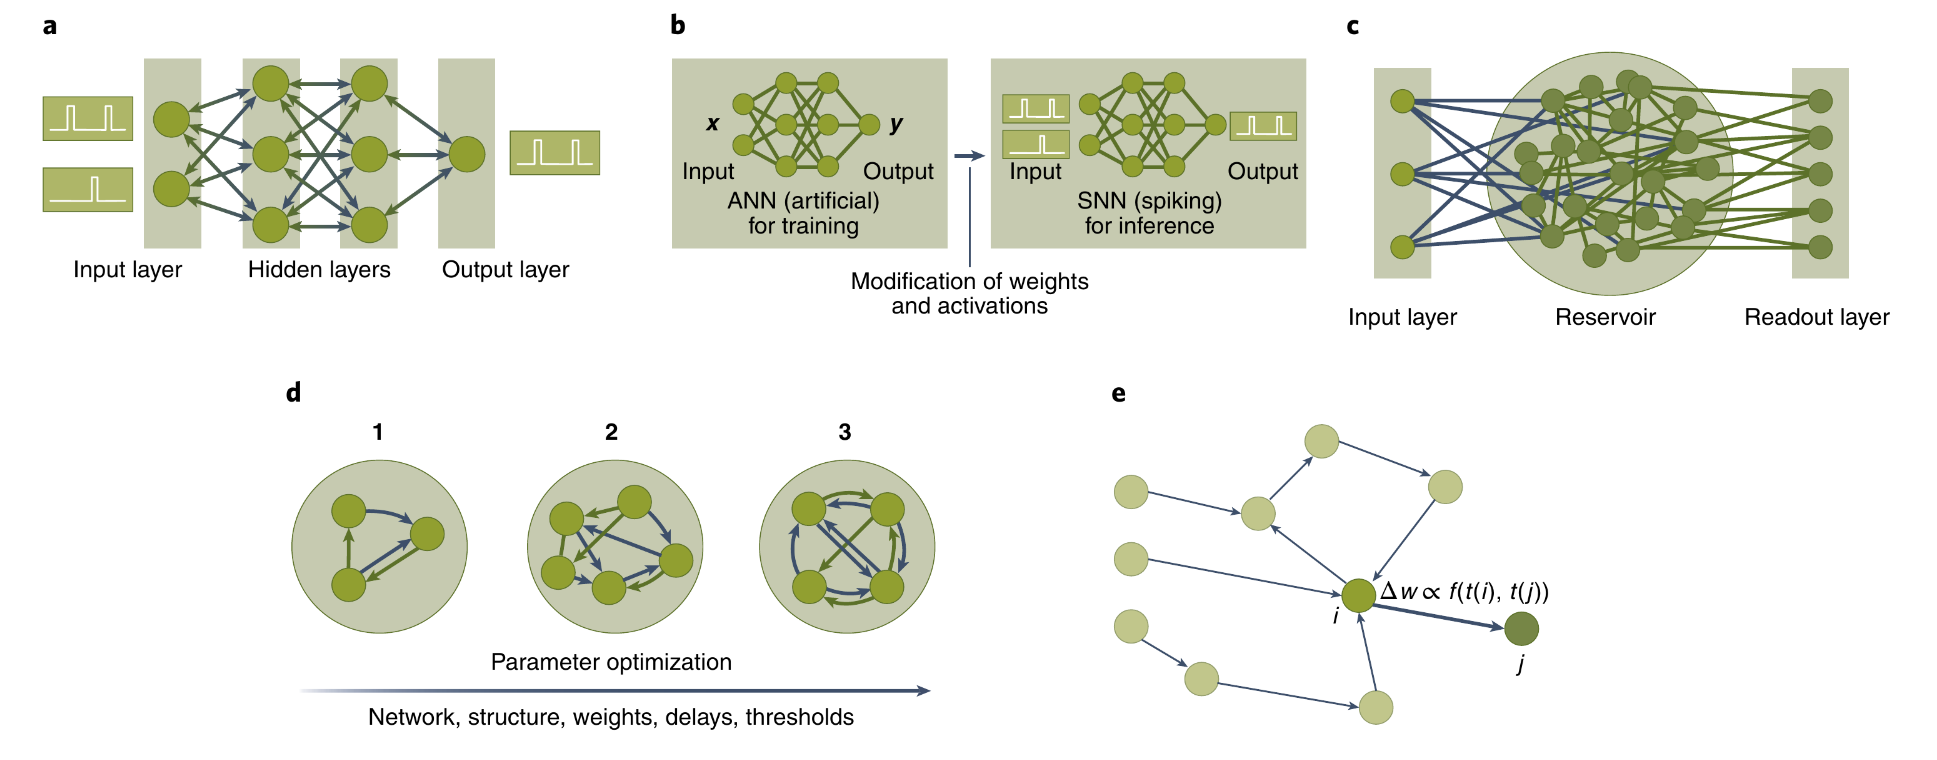 a
Input layer
Hidden layers
Output layer
b
x
y
Input
Output
ANN (artificial)
for training
Input
Output
SNN (spiking)
for inference
Modification of weights
and activations
c
Input layer
Reservoir
Readout layer
d
1
2
3
Parameter optimization
Network, structure, weights, delays, thresholds
e
Δw ∝ f(t(i), t(j))
i
j